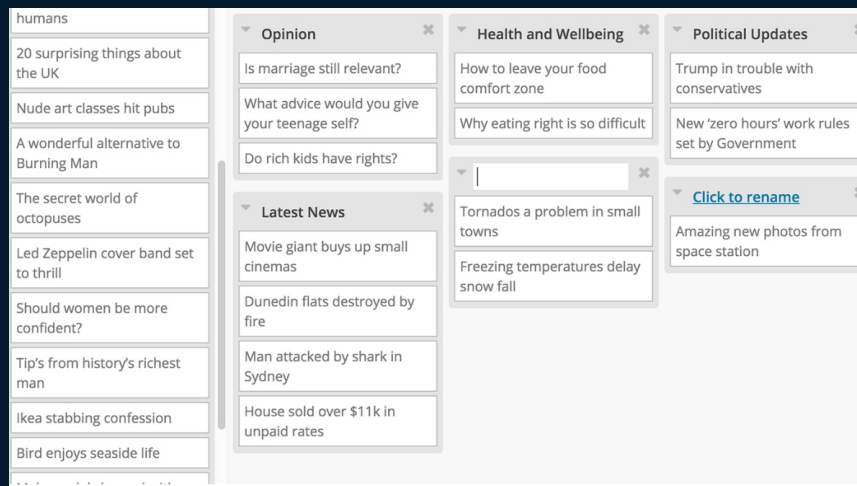 humans
20 surprising things about
the UK
Nude art classes hit pubs
A wonderful alternative to
Burning Man
The secret world of
octopuses
Led Zeppelin cover band set
to thrill
Should women be more
confident?
Tip's from history's richest
man
Ikea stabbing confession
Bird enjoys seaside life
Opinion
Is marriage still relevant?
What advice would you give
your teenage self?
Do rich kids have rights?
Latest News
Movie giant buys up small
cinemas
Dunedin flats destroyed by
fire
Man attacked by shark in
Sydney
House sold over $11k in
unpaid rates
Health and Wellbeing
How to leave your food
comfort zone
Why eating right is so difficult
Tornados a problem in small
towns
Freezing temperatures delay
snow fall
Political Updates
Trump in trouble with
conservatives
New ‘zero hours’ work rules
set by Government
Click to rename
Amazing new photos from
space station